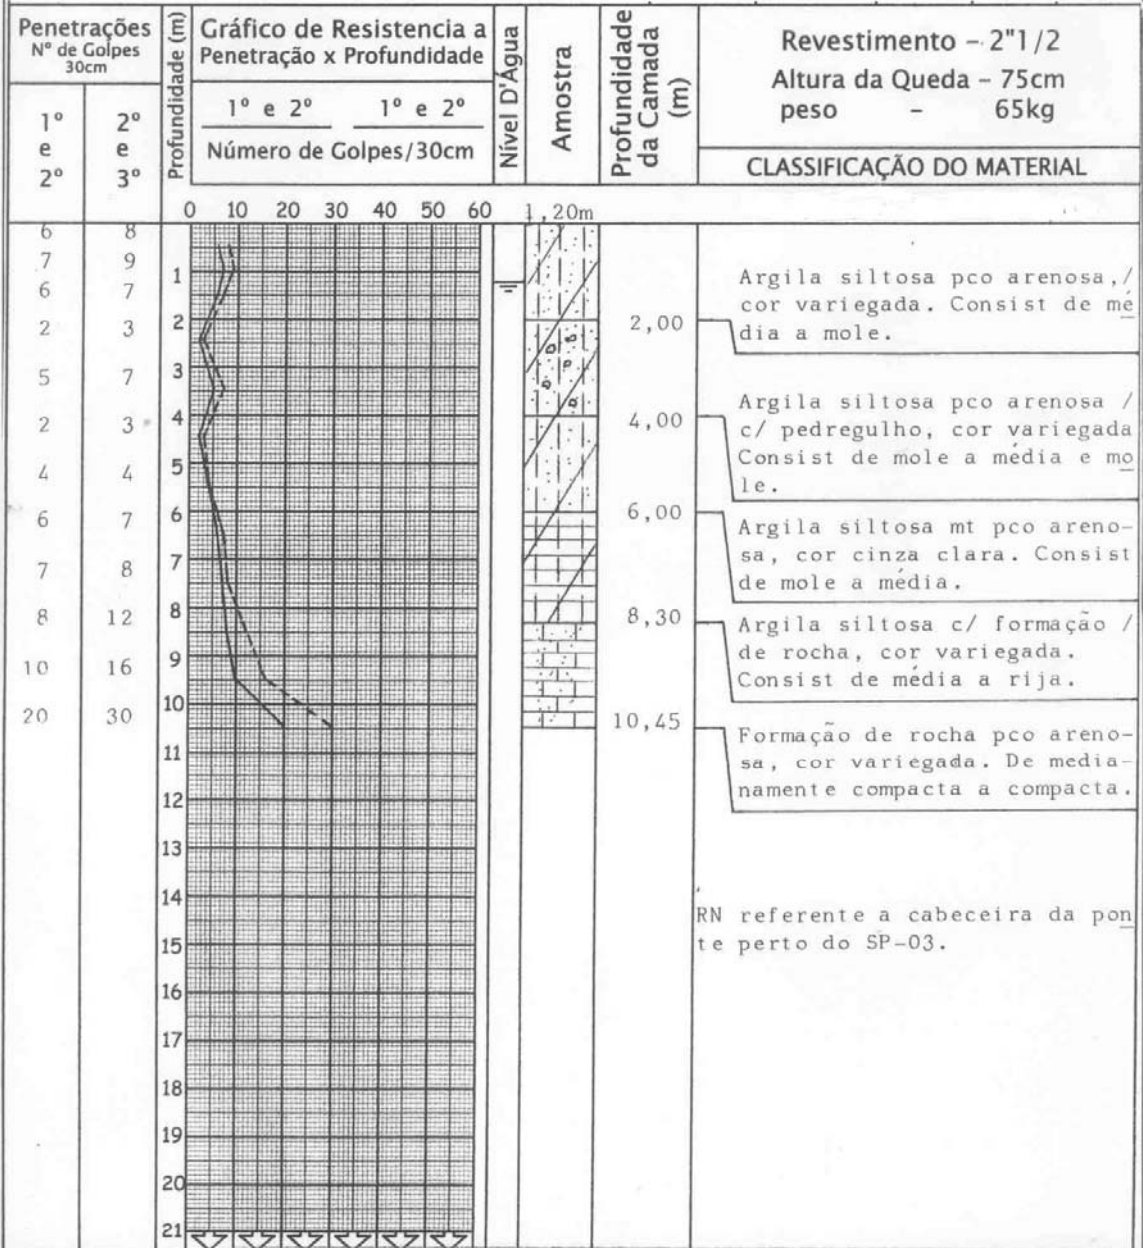 Penetrações
Nº de Golpes
30cm
1º
e
2º
2º
e
3º
Profundidade (m)
Gráfico de Resistencia a
Penetração x Profundidade
1º e 2º
1º e 2º
Número de Golpes/30cm
Nível D'Água
Amostra
Profundidade
da Camada
(m)
Revestimento - 2"1/2
Altura da Queda - 75cm
peso - 65kg
CLASSIFICAÇÃO DO MATERIAL
0 10 20 30 40 50 60
1,20m
6 8
7 9
6 7
2 3
5 7
2 3
4 4
6 7
7 8
8 12
10 16
20 30
1
2
3
4
5
6
7
8
9
10
11
12
13
14
15
16
17
18
19
20
21
2,00
4,00
6,00
8,30
10,45
Argila siltosa pco arenosa,/
cor variegada. Consist de mé
dia a mole.
Argila siltosa pco arenosa /
c/ pedregulho, cor variegada
Consist de mole a média e mo
le.
Argila siltosa mt pco areno-
sa, cor cinza clara. Consist
de mole a média.
Argila siltosa c/ formação /
de rocha, cor variegada.
Consist de média a rija.
Formação de rocha pco areno-
sa, cor variegada. De media-
namente compacta a compacta.
RN referente a cabeceira da pon
te perto do SP-03.